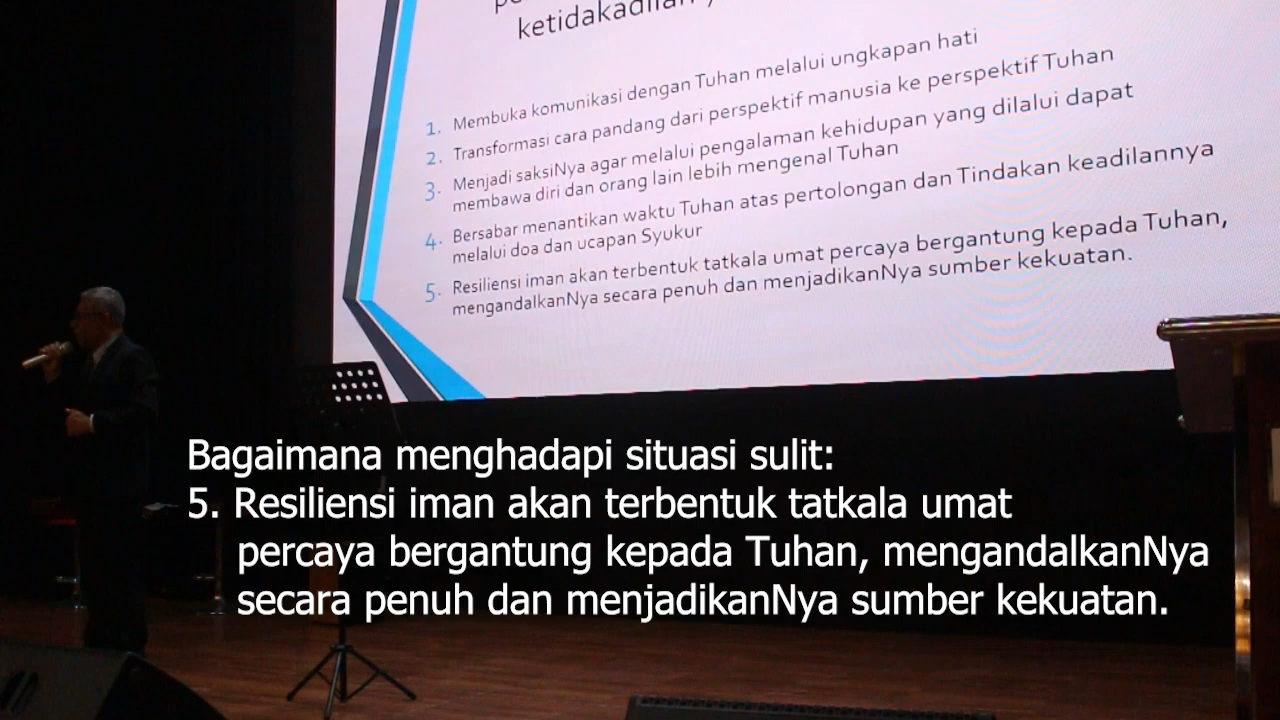 ketidakadilan
1. Membuka komunikasi dengan Tuhan melalui ungkapan hati
2. Transformasi cara pandang dari perspektif manusia ke perspektif Tuhan
3. Menjadi saksiNya agar melalui pengalaman kehidupan yang dilalui dapat
membawa diri dan orang lain lebih mengenal Tuhan
4. Bersabar menantikan waktu Tuhan atas pertolongan dan Tindakan keadilannya
melalui doa dan ucapan Syukur
5. Resiliensi iman akan terbentuk tatkala umat percaya bergantung kepada Tuhan,
mengandalkanNya secara penuh dan menjadikanNya sumber kekuatan.
Bagaimana menghadapi situasi sulit:
5. Resiliensi iman akan terbentuk tatkala umat
percaya bergantung kepada Tuhan, mengandalkanNya
secara penuh dan menjadikanNya sumber kekuatan.